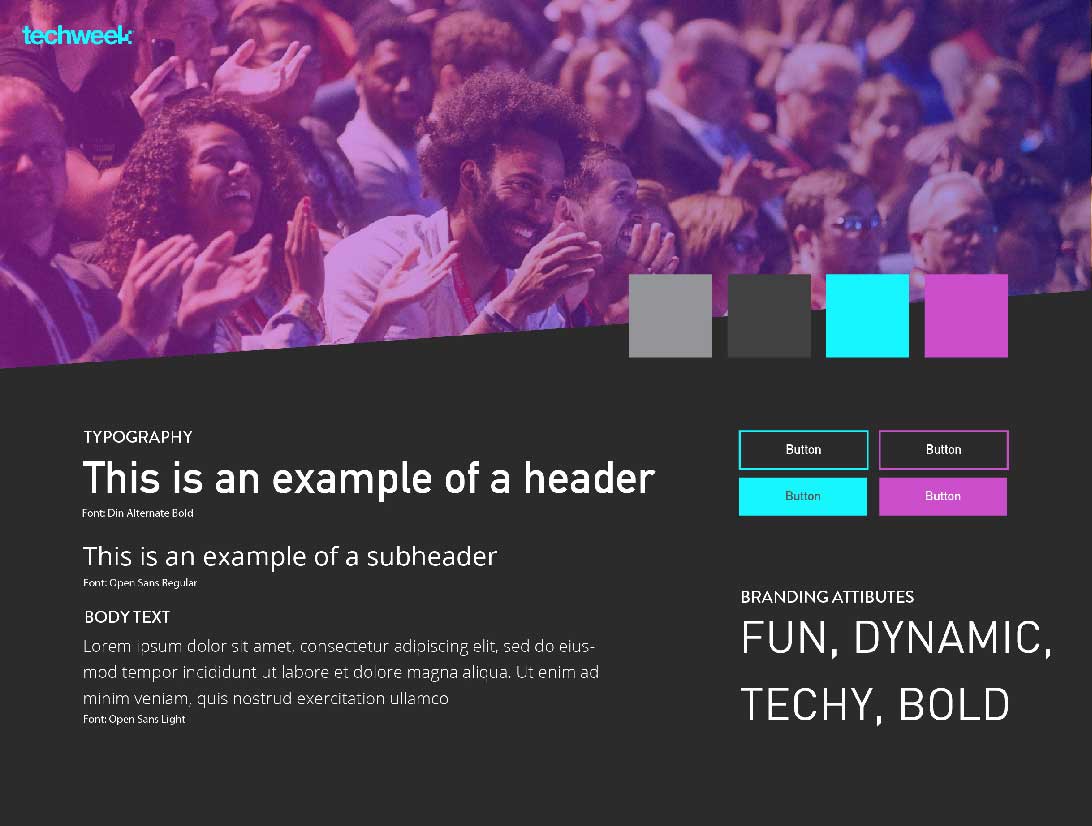 techweek
TYPOGRAPHY
This is an example of a header
Font: Din Alternate Bold
This is an example of a subheader
Font: Open Sans Regular
BODY TEXT
Lorem ipsum dolor sit amet, consectetur adipiscing elit, sed do eius-
mod tempor incididunt ut labore et dolore magna aliqua. Ut enim ad
minim veniam, quis nostrud exercitation ullamco
Font: Open Sans Light
Button
Button
Button
Button
BRANDING ATTIBUTES
FUN, DYNAMIC,
TECHY, BOLD